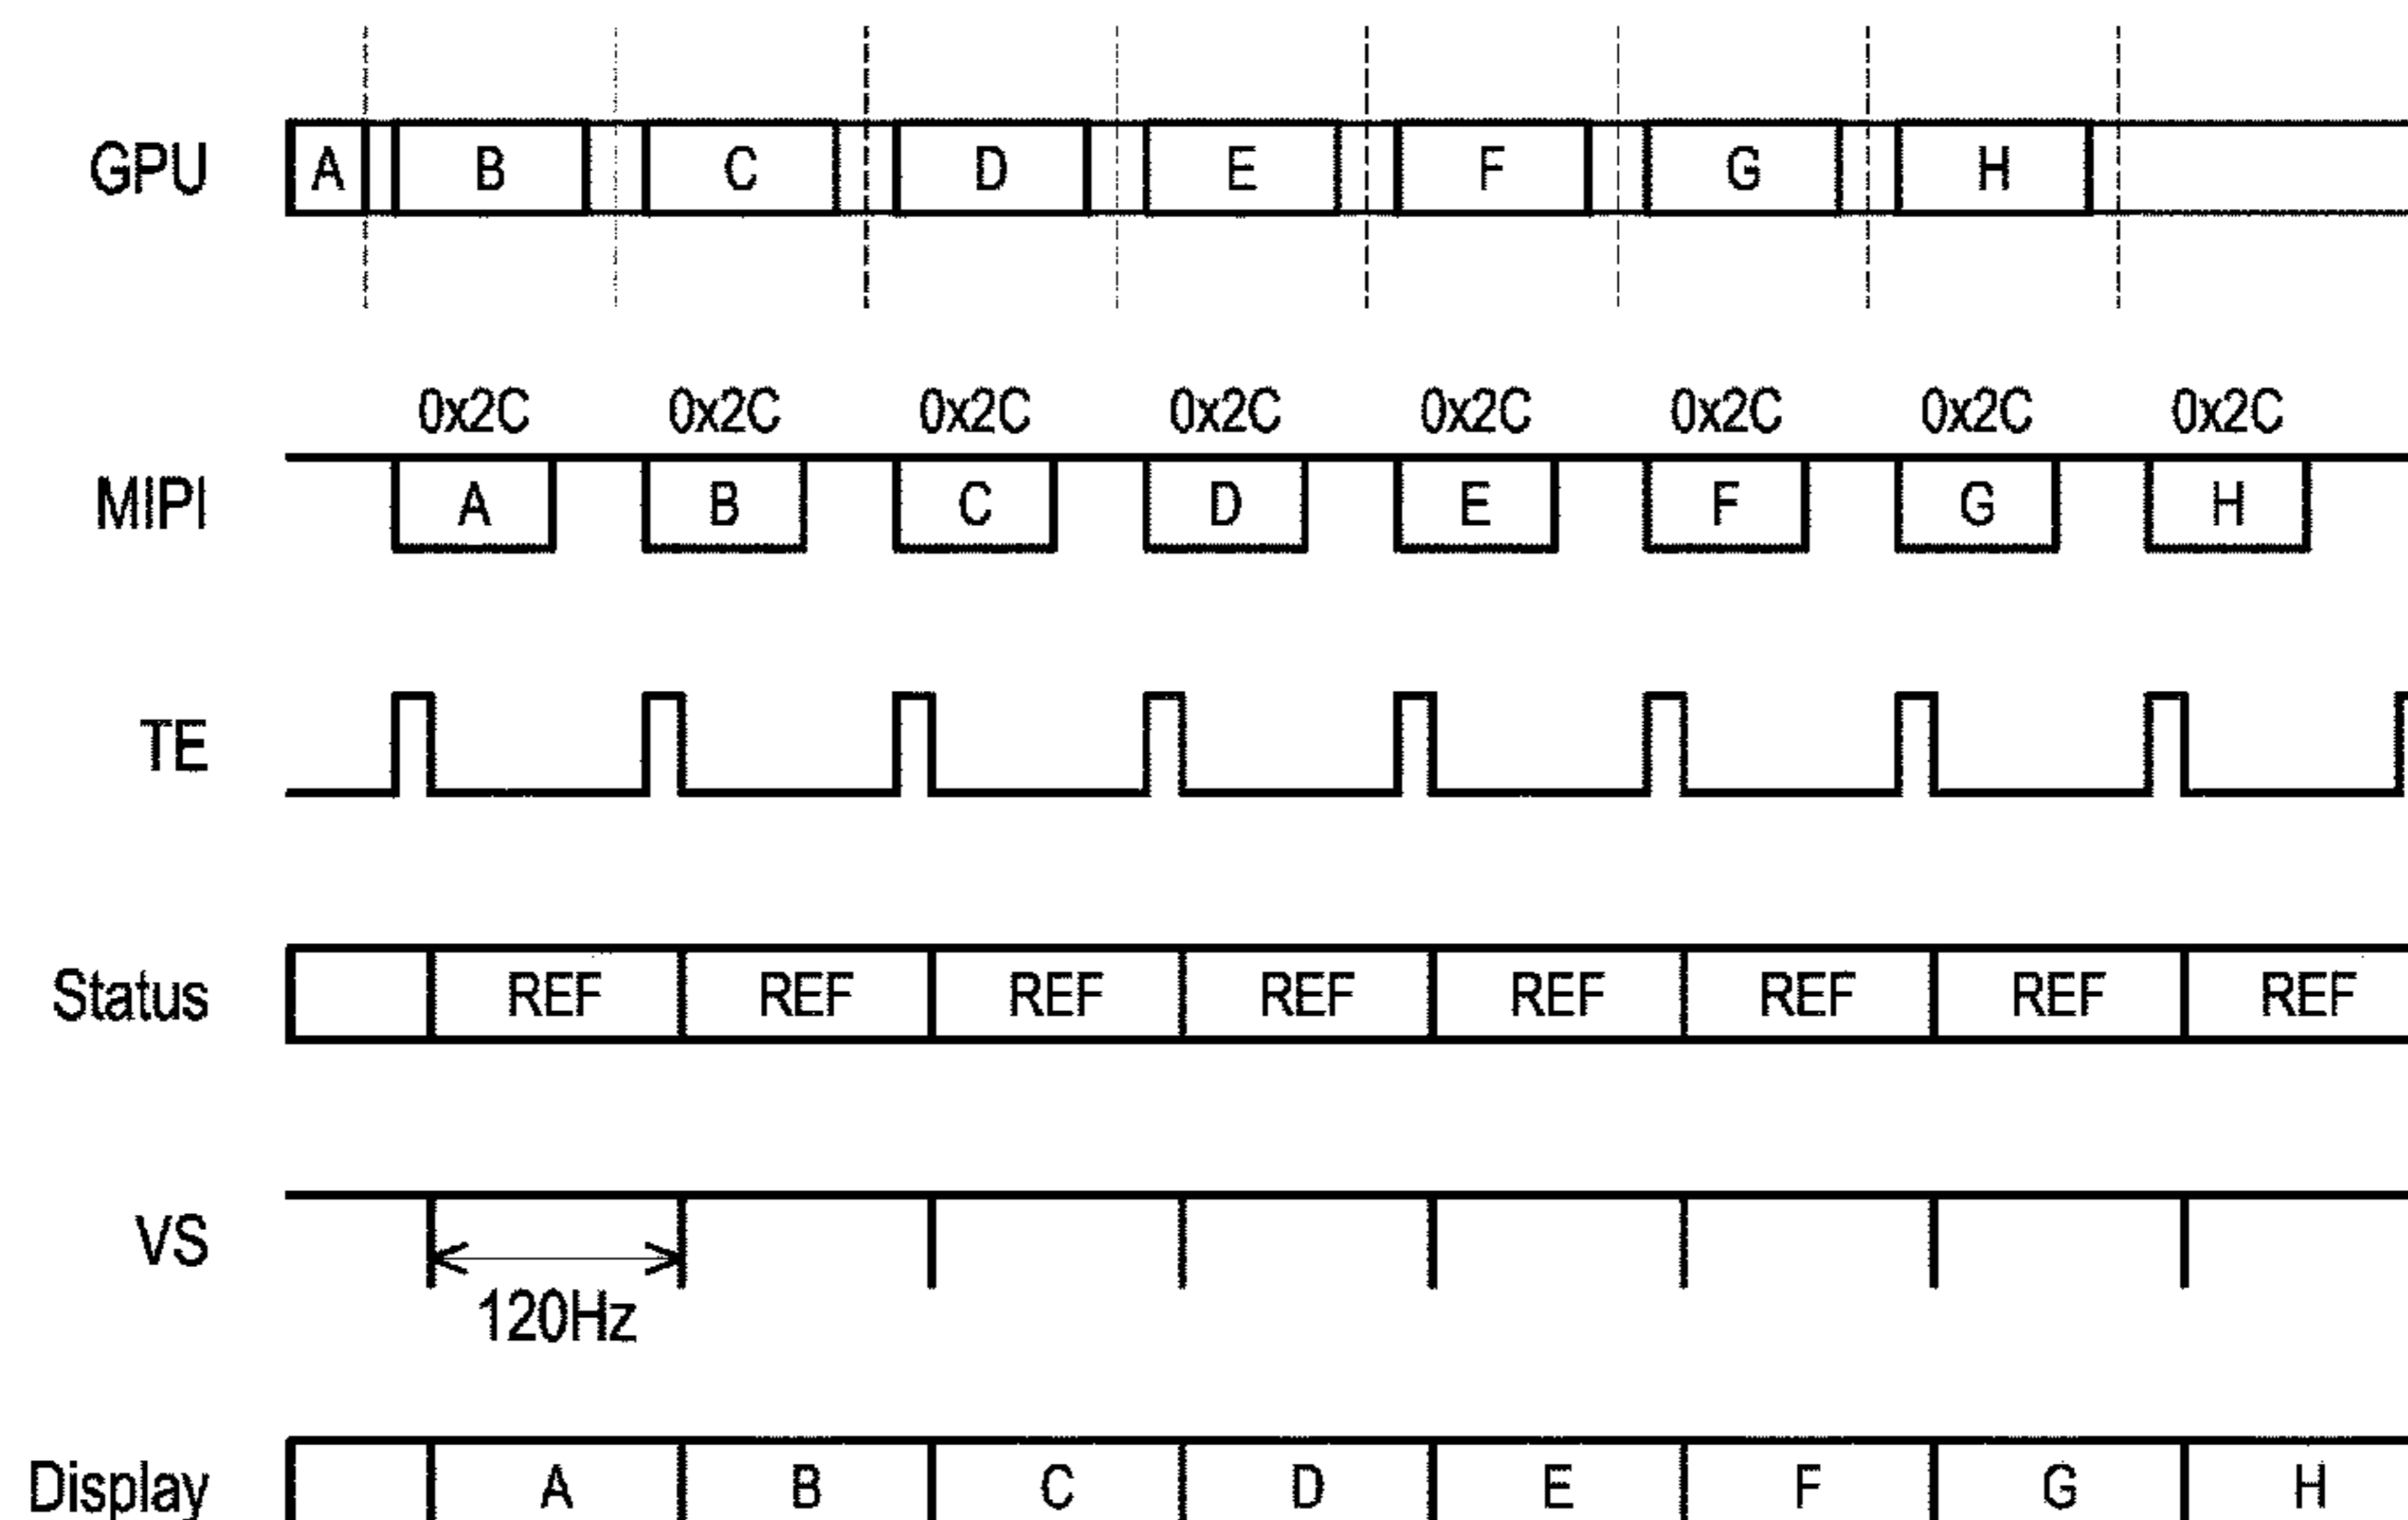 GPU A B C D E F G H
0x2C 0x2C 0x2C 0x2C 0x2C 0x2C 0x2C 0x2C
MIPI A B C D E F G H
TE
Status REF REF REF REF REF REF REF REF
VS
120Hz
Display A B C D E F G H